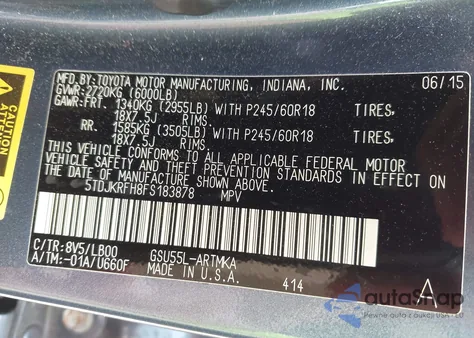 MFD. BY: TOYOTA MOTOR MANUFACTURING, INDIANA, INC. 06/15
GVWR: 2720KG (6000LB)
GAWR: FRT. 1340KG (2955LB) WITH P245/60R18 TIRES,
18X7.5J RIMS.
RR. 1585KG (3505LB) WITH P245/60R18 TIRES,
18X7.5J RIMS.
THIS VEHICLE CONFORMS TO ALL APPLICABLE FEDERAL MOTOR
VEHICLE SAFETY AND THEFT PREVENTION STANDARDS IN EFFECT ON
THE DATE OF MANUFACTURE SHOWN ABOVE.
5TDJKRFH8FS183878 MPV
C/TR: 8V5/LB00 GSU55L-ARTMKA
A/TM: -01A/U660F MADE IN U.S.A. 414 A
CAUTION
autoSnap